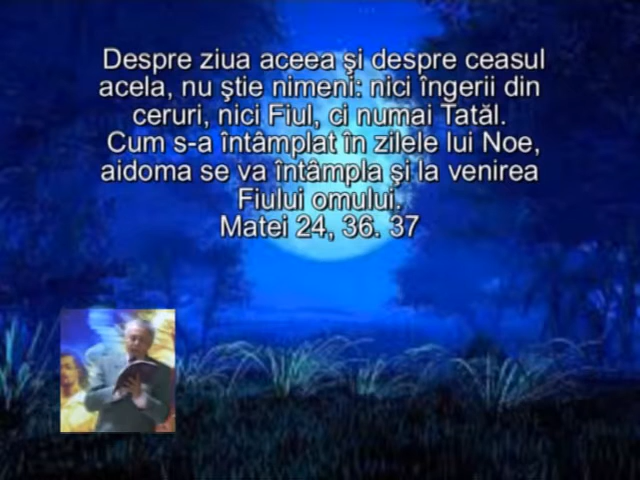 Despre ziua aceea şi despre ceasul
acela, nu ştie nimeni: nici îngerii din
ceruri, nici Fiul, ci numai Tatăl.
Cum s-a întâmplat în zilele lui Noe,
aidoma se va întâmpla şi la venirea
Fiului omului.
Matei 24, 36. 37